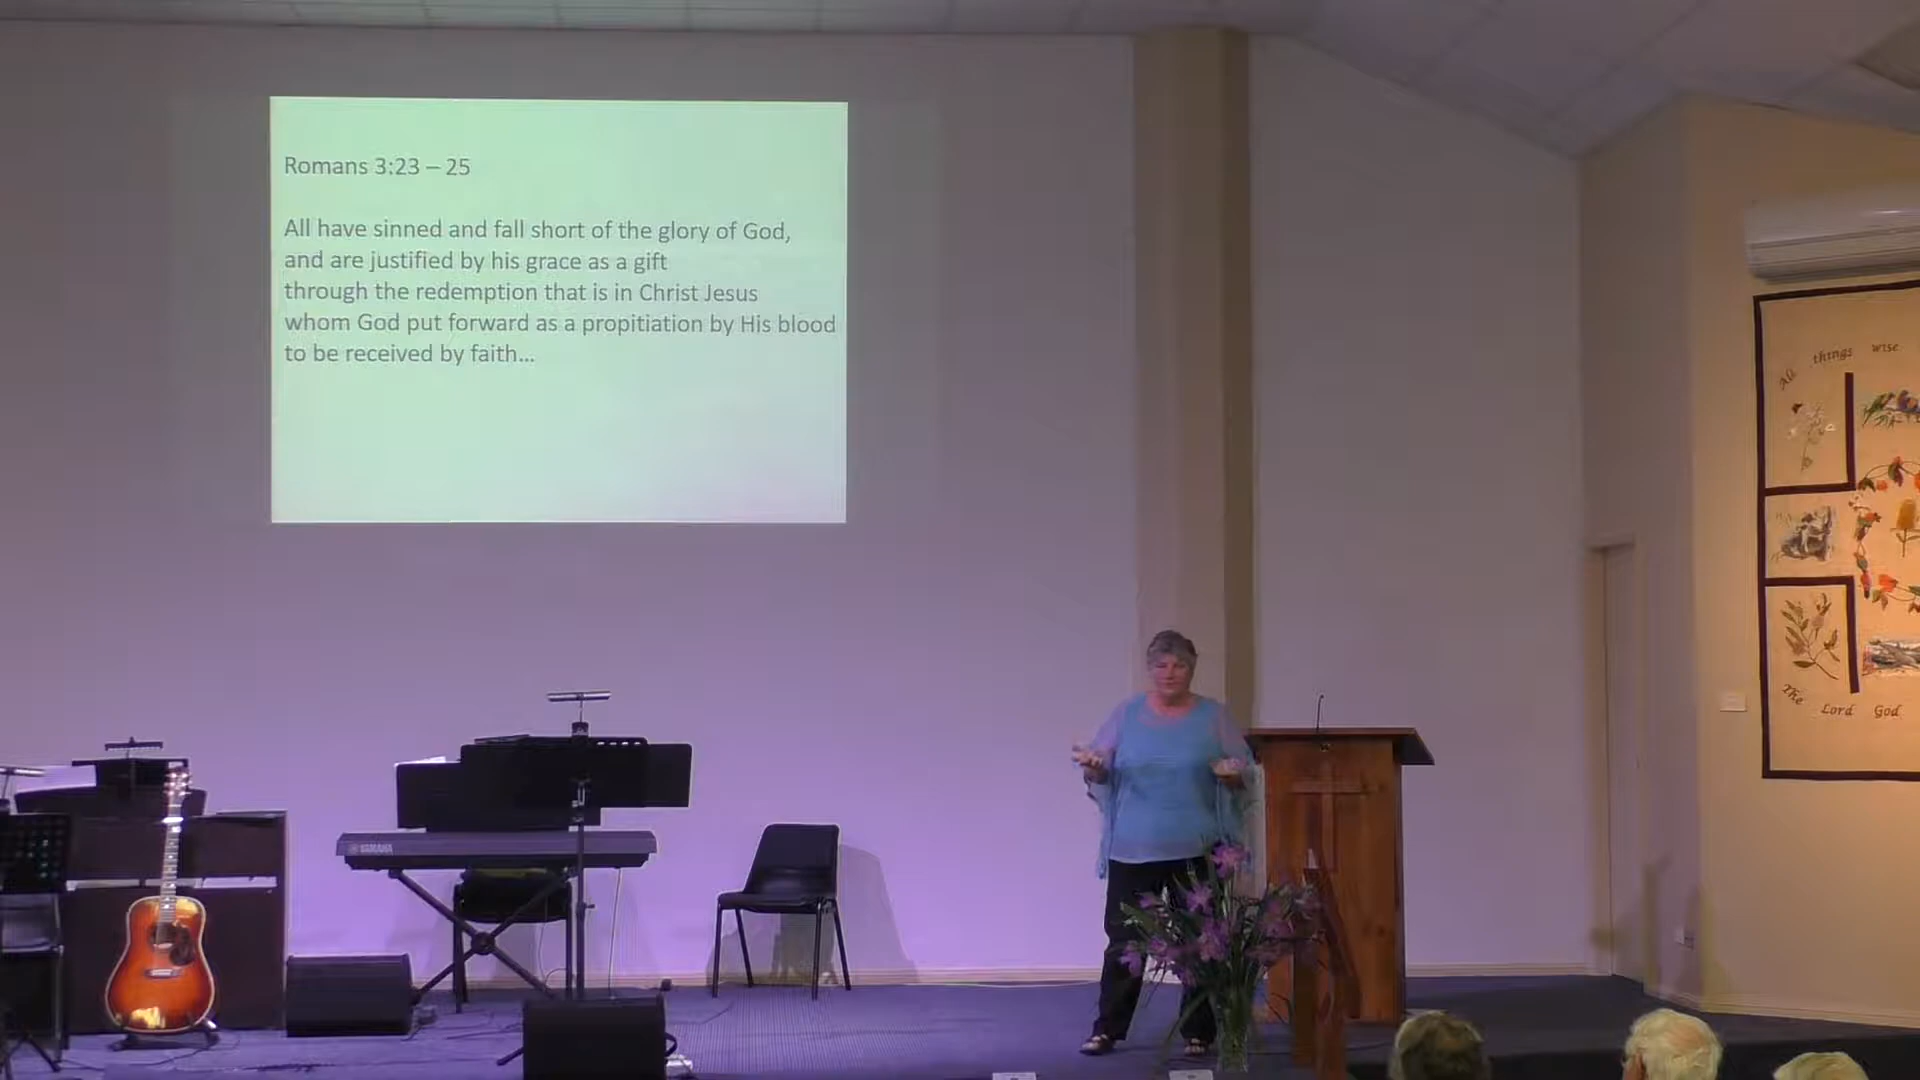 Romans 3:23 – 25
All have sinned and fall short of the glory of God,
and are justified by his grace as a gift
through the redemption that is in Christ Jesus
whom God put forward as a propitiation by His blood
to be received by faith...
All things wise
The Lord God
YAMAHA